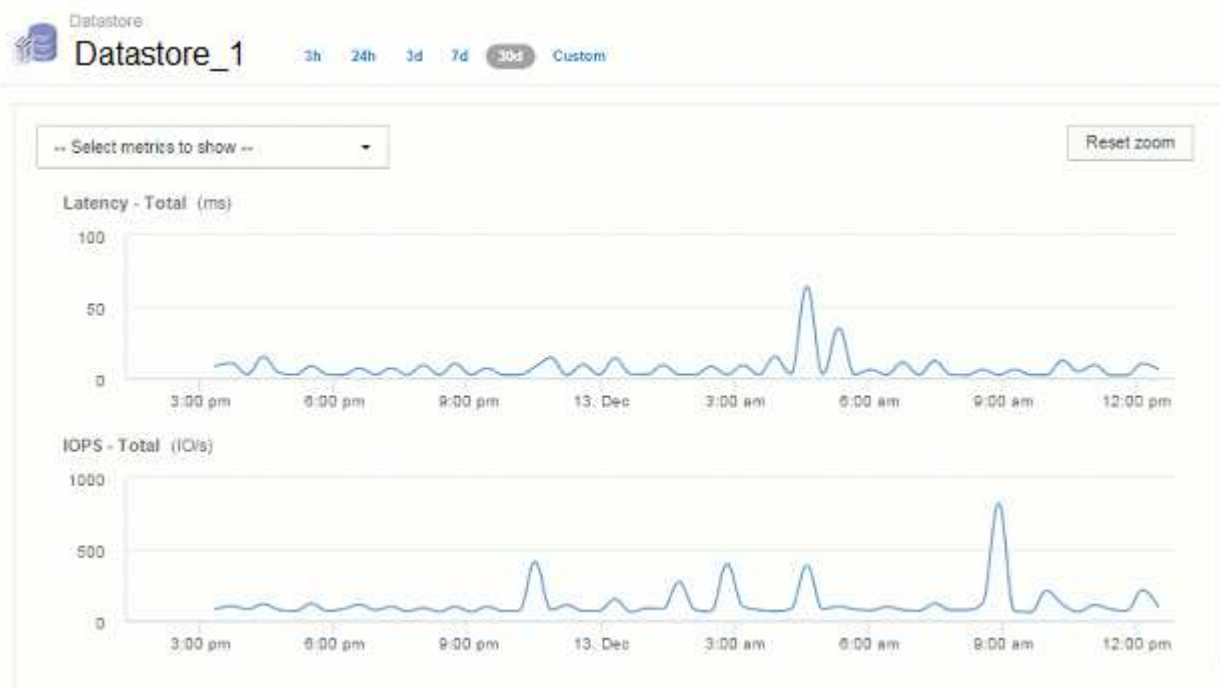 Datastore
Datastore_1 3h 24h 3d 7d 30d Custom
-- Select metrics to show -- Reset zoom
Latency - Total (ms)
100
50
0
3:00 pm 6:00 pm 9:00 pm 13. Dec 3:00 am 6:00 am 9:00 am 12:00 pm
IOPS - Total (IO/s)
1000
500
0
3:00 pm 6:00 pm 9:00 pm 13. Dec 3:00 am 6:00 am 9:00 am 12:00 pm